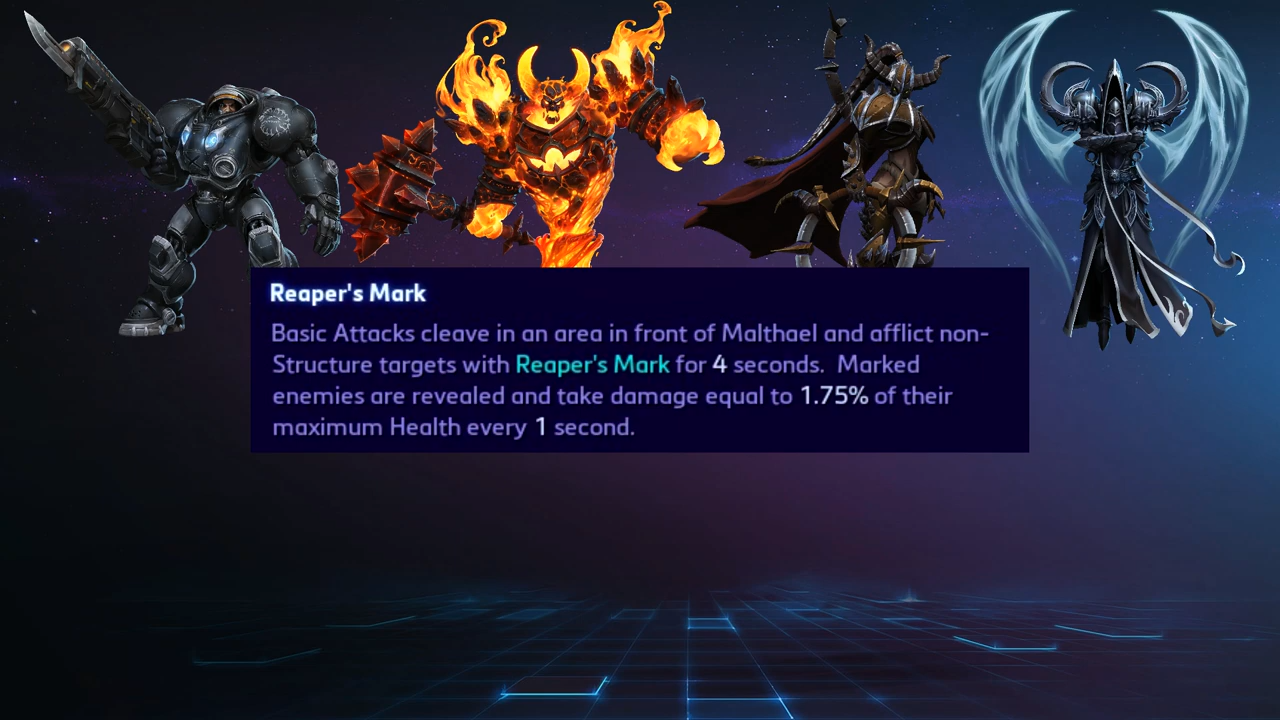 Reaper's Mark
Basic Attacks cleave in an area in front of Malthael and afflict non-
Structure targets with Reaper's Mark for 4 seconds.  Marked
enemies are revealed and take damage equal to 1.75% of their
maximum Health every 1 second.